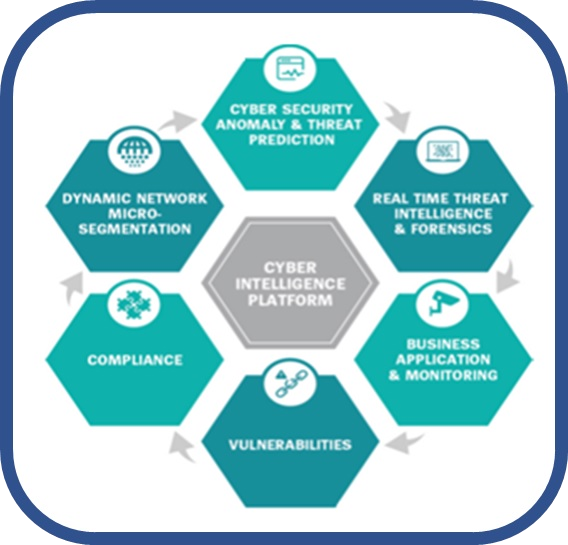 CYBER SECURITY
ANOMALY & THREAT
PREDICTION
REAL TIME THREAT
INTELLIGENCE
& FORENSICS
BUSINESS
APPLICATION
& MONITORING
VULNERABILITIES
COMPLIANCE
DYNAMIC NETWORK
MICRO-
SEGMENTATION
CYBER
INTELLIGENCE
PLATFORM